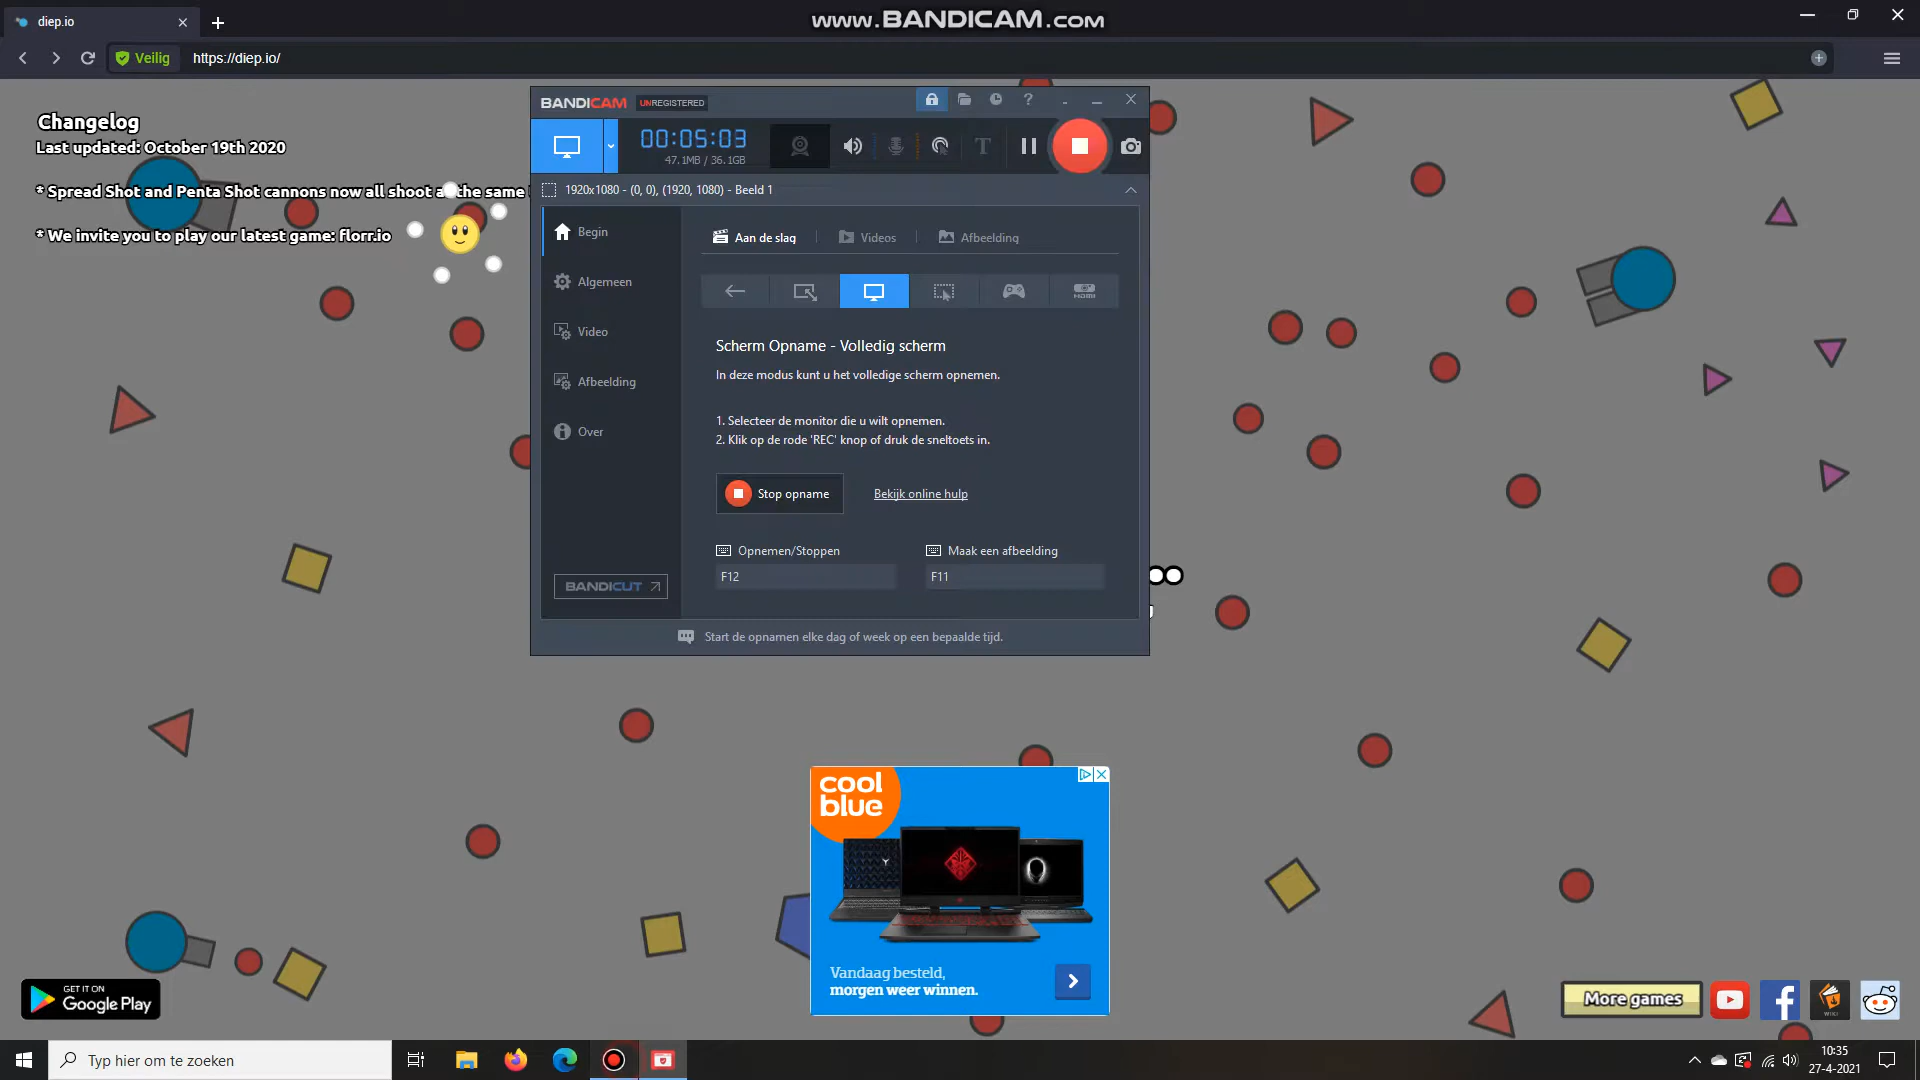 diep.io
www.BANDICAM.com
Veilig
https://diep.io/
Changelog
Last updated: October 19th 2020
* Spread Shot and Penta Shot cannons now all shoot a the same
* We invite you to play our latest game: florr.io
BANDICAM
UNREGISTERED
?
00:05:03
47.1MB / 36.1GB
T
1920x1080 - (0, 0), (1920, 1080) - Beeld 1
Begin
Algemeen
Video
Afbeelding
Over
BANDICUT
Aan de slag
Videos
Afbeelding
HDMI
Scherm Opname - Volledig scherm
In deze modus kunt u het volledige scherm opnemen.
1. Selecteer de monitor die u wilt opnemen.
2. Klik op de rode 'REC' knop of druk de sneltoets in.
Stop opname
Bekijk online hulp
Opnemen/Stoppen
Maak een afbeelding
F12
F11
Start de opnamen elke dag of week op een bepaalde tijd.
cool
blue
Vandaag besteld,
morgen weer winnen.
GET IT ON
Google Play
More games
WIKI
Typ hier om te zoeken
10:35
27-4-2021